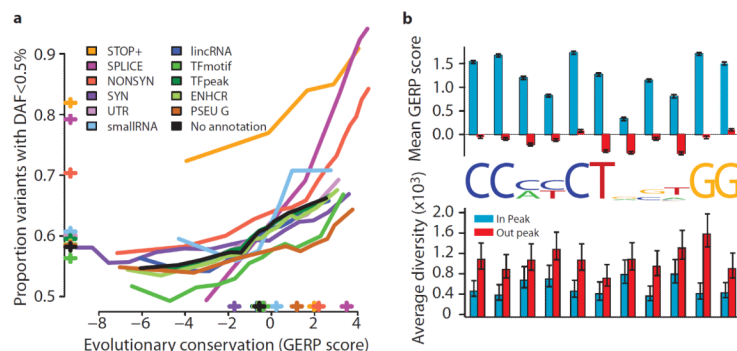 a
Proportion variants with DAF<0.5%
0.9
0.8
0.7
0.6
0.5
STOP+
SPLICE
NONSYN
SYN
UTR
smallRNA
lincRNA
TFmotif
TFpeak
ENHCR
PSEU G
No annotation
−8 −6 −4 −2 0 2 4
Evolutionary conservation (GERP score)
b
Mean GERP score
1.5
1.0
0.5
0.0
CC CT GG
Average diversity (x10³)
2.0
1.6
1.2
0.8
0.4
0
In Peak
Out peak